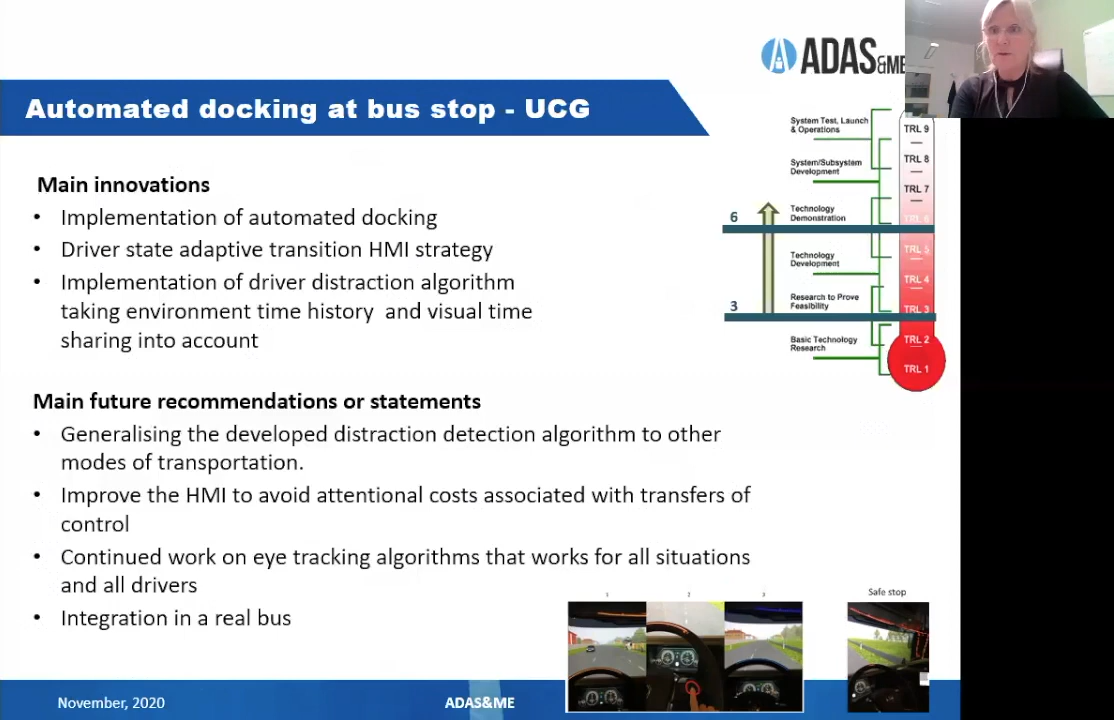 ADAS&ME
Automated docking at bus stop - UCG
Main innovations
• Implementation of automated docking
• Driver state adaptive transition HMI strategy
• Implementation of driver distraction algorithm
taking environment time history and visual time
sharing into account
Main future recommendations or statements
• Generalising the developed distraction detection algorithm to other
modes of transportation.
• Improve the HMI to avoid attentional costs associated with transfers of
control
• Continued work on eye tracking algorithms that works for all situations
and all drivers
• Integration in a real bus
System Test, Launch
& Operations
System/Subsystem
Development
Technology
Demonstration
Technology
Development
Research to Prove
Feasibility
Basic Technology
Research
6
3
TRL 9
TRL 8
TRL 7
TRL 6
TRL 5
TRL 4
TRL 3
TRL 2
TRL 1
1
2
3
Safe stop
November, 2020
ADAS&ME